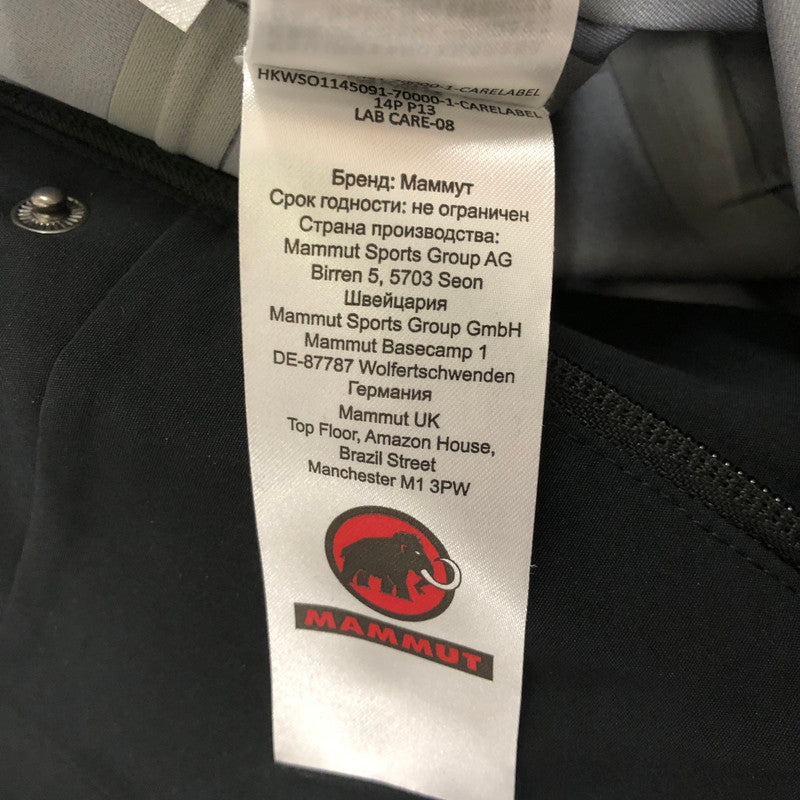 HKWSO1145091-70000-1-CARELABEL
14P P13
LAB CARE-08
Бренд: Маммут
Срок годности: не ограничен
Страна производства:
Mammut Sports Group AG
Birren 5, 5703 Seon
Швейцария
Mammut Sports Group GmbH
Mammut Basecamp 1
DE-87787 Wolfertschwenden
Германия
Mammut UK
Top Floor, Amazon House,
Brazil Street
Manchester M1 3PW
MAMMUT